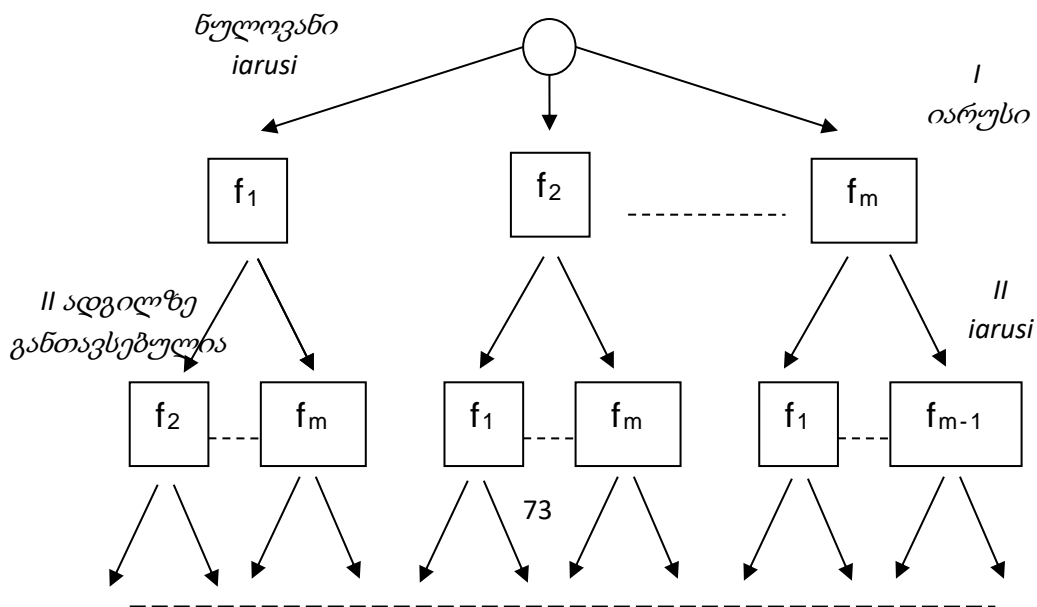 ნულოვანი
iarusi
I
იარუსი
f1
f2
fm
II ადგილზე
განთავსებულია
II
iarusi
f2
fm
f1
fm
f1
fm-1
73